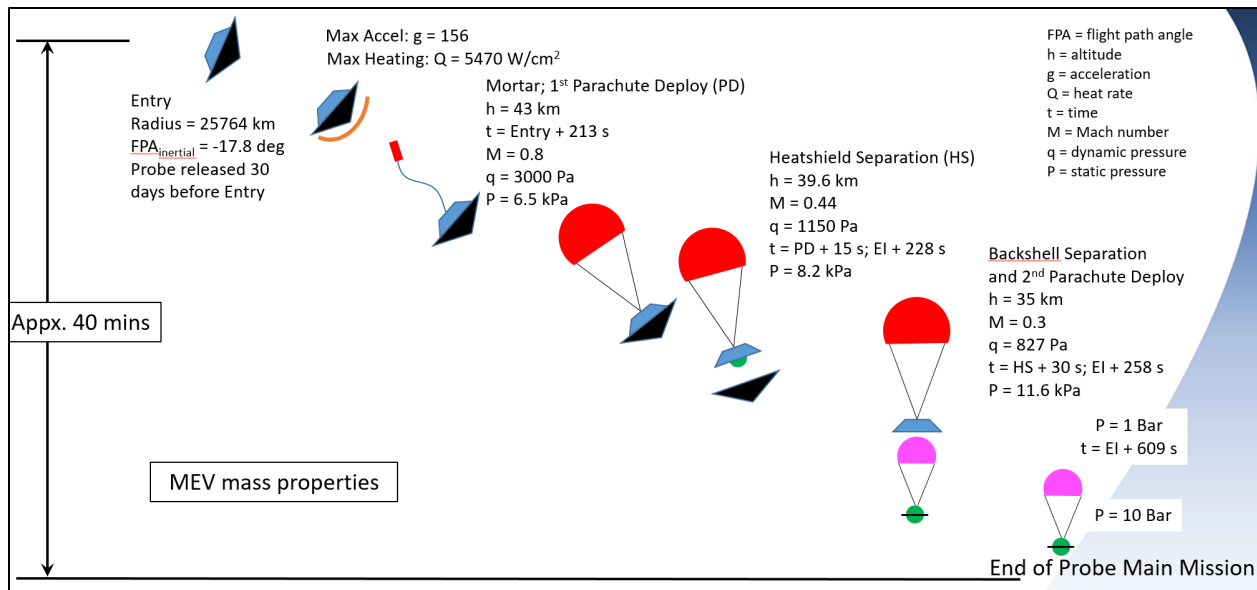 Max Accel: g = 156
Max Heating: Q = 5470 W/cm²
Entry
Radius = 25764 km
FPAinertial = -17.8 deg
Probe released 30
days before Entry
Mortar; 1st Parachute Deploy (PD)
h = 43 km
t = Entry + 213 s
M = 0.8
q = 3000 Pa
P = 6.5 kPa
Heatshield Separation (HS)
h = 39.6 km
M = 0.44
q = 1150 Pa
t = PD + 15 s; EI + 228 s
P = 8.2 kPa
FPA = flight path angle
h = altitude
g = acceleration
Q = heat rate
t = time
M = Mach number
q = dynamic pressure
P = static pressure
Backshell Separation
and 2nd Parachute Deploy
h = 35 km
M = 0.3
q = 827 Pa
t = HS + 30 s; EI + 258 s
P = 11.6 kPa
Appx. 40 mins
MEV mass properties
P = 1 Bar
t = EI + 609 s
P = 10 Bar
End of Probe Main Mission